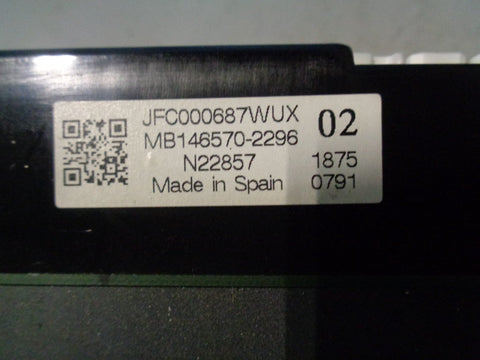 JFC000687WUX 02
MB146570-2296
N22857 1875
Made in Spain 0791